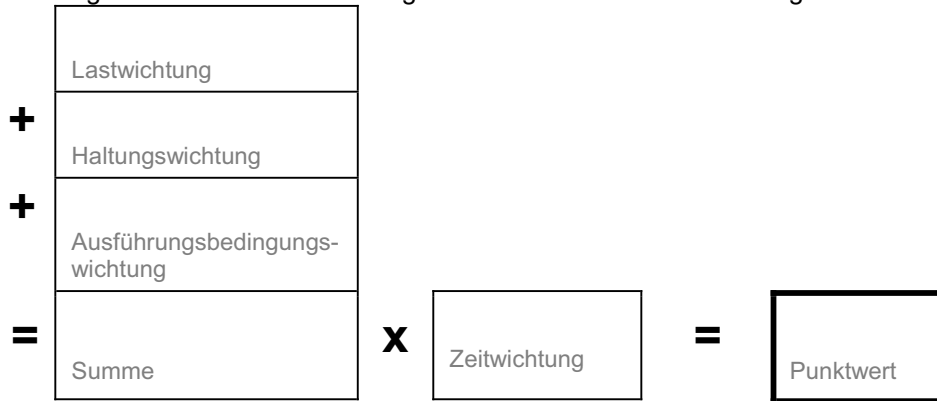 Lastwichtung
+
Haltungswichtung
+
Ausführungsbedingungs-
wichtung
=
Summe
x
Zeitwichtung
=
Punktwert